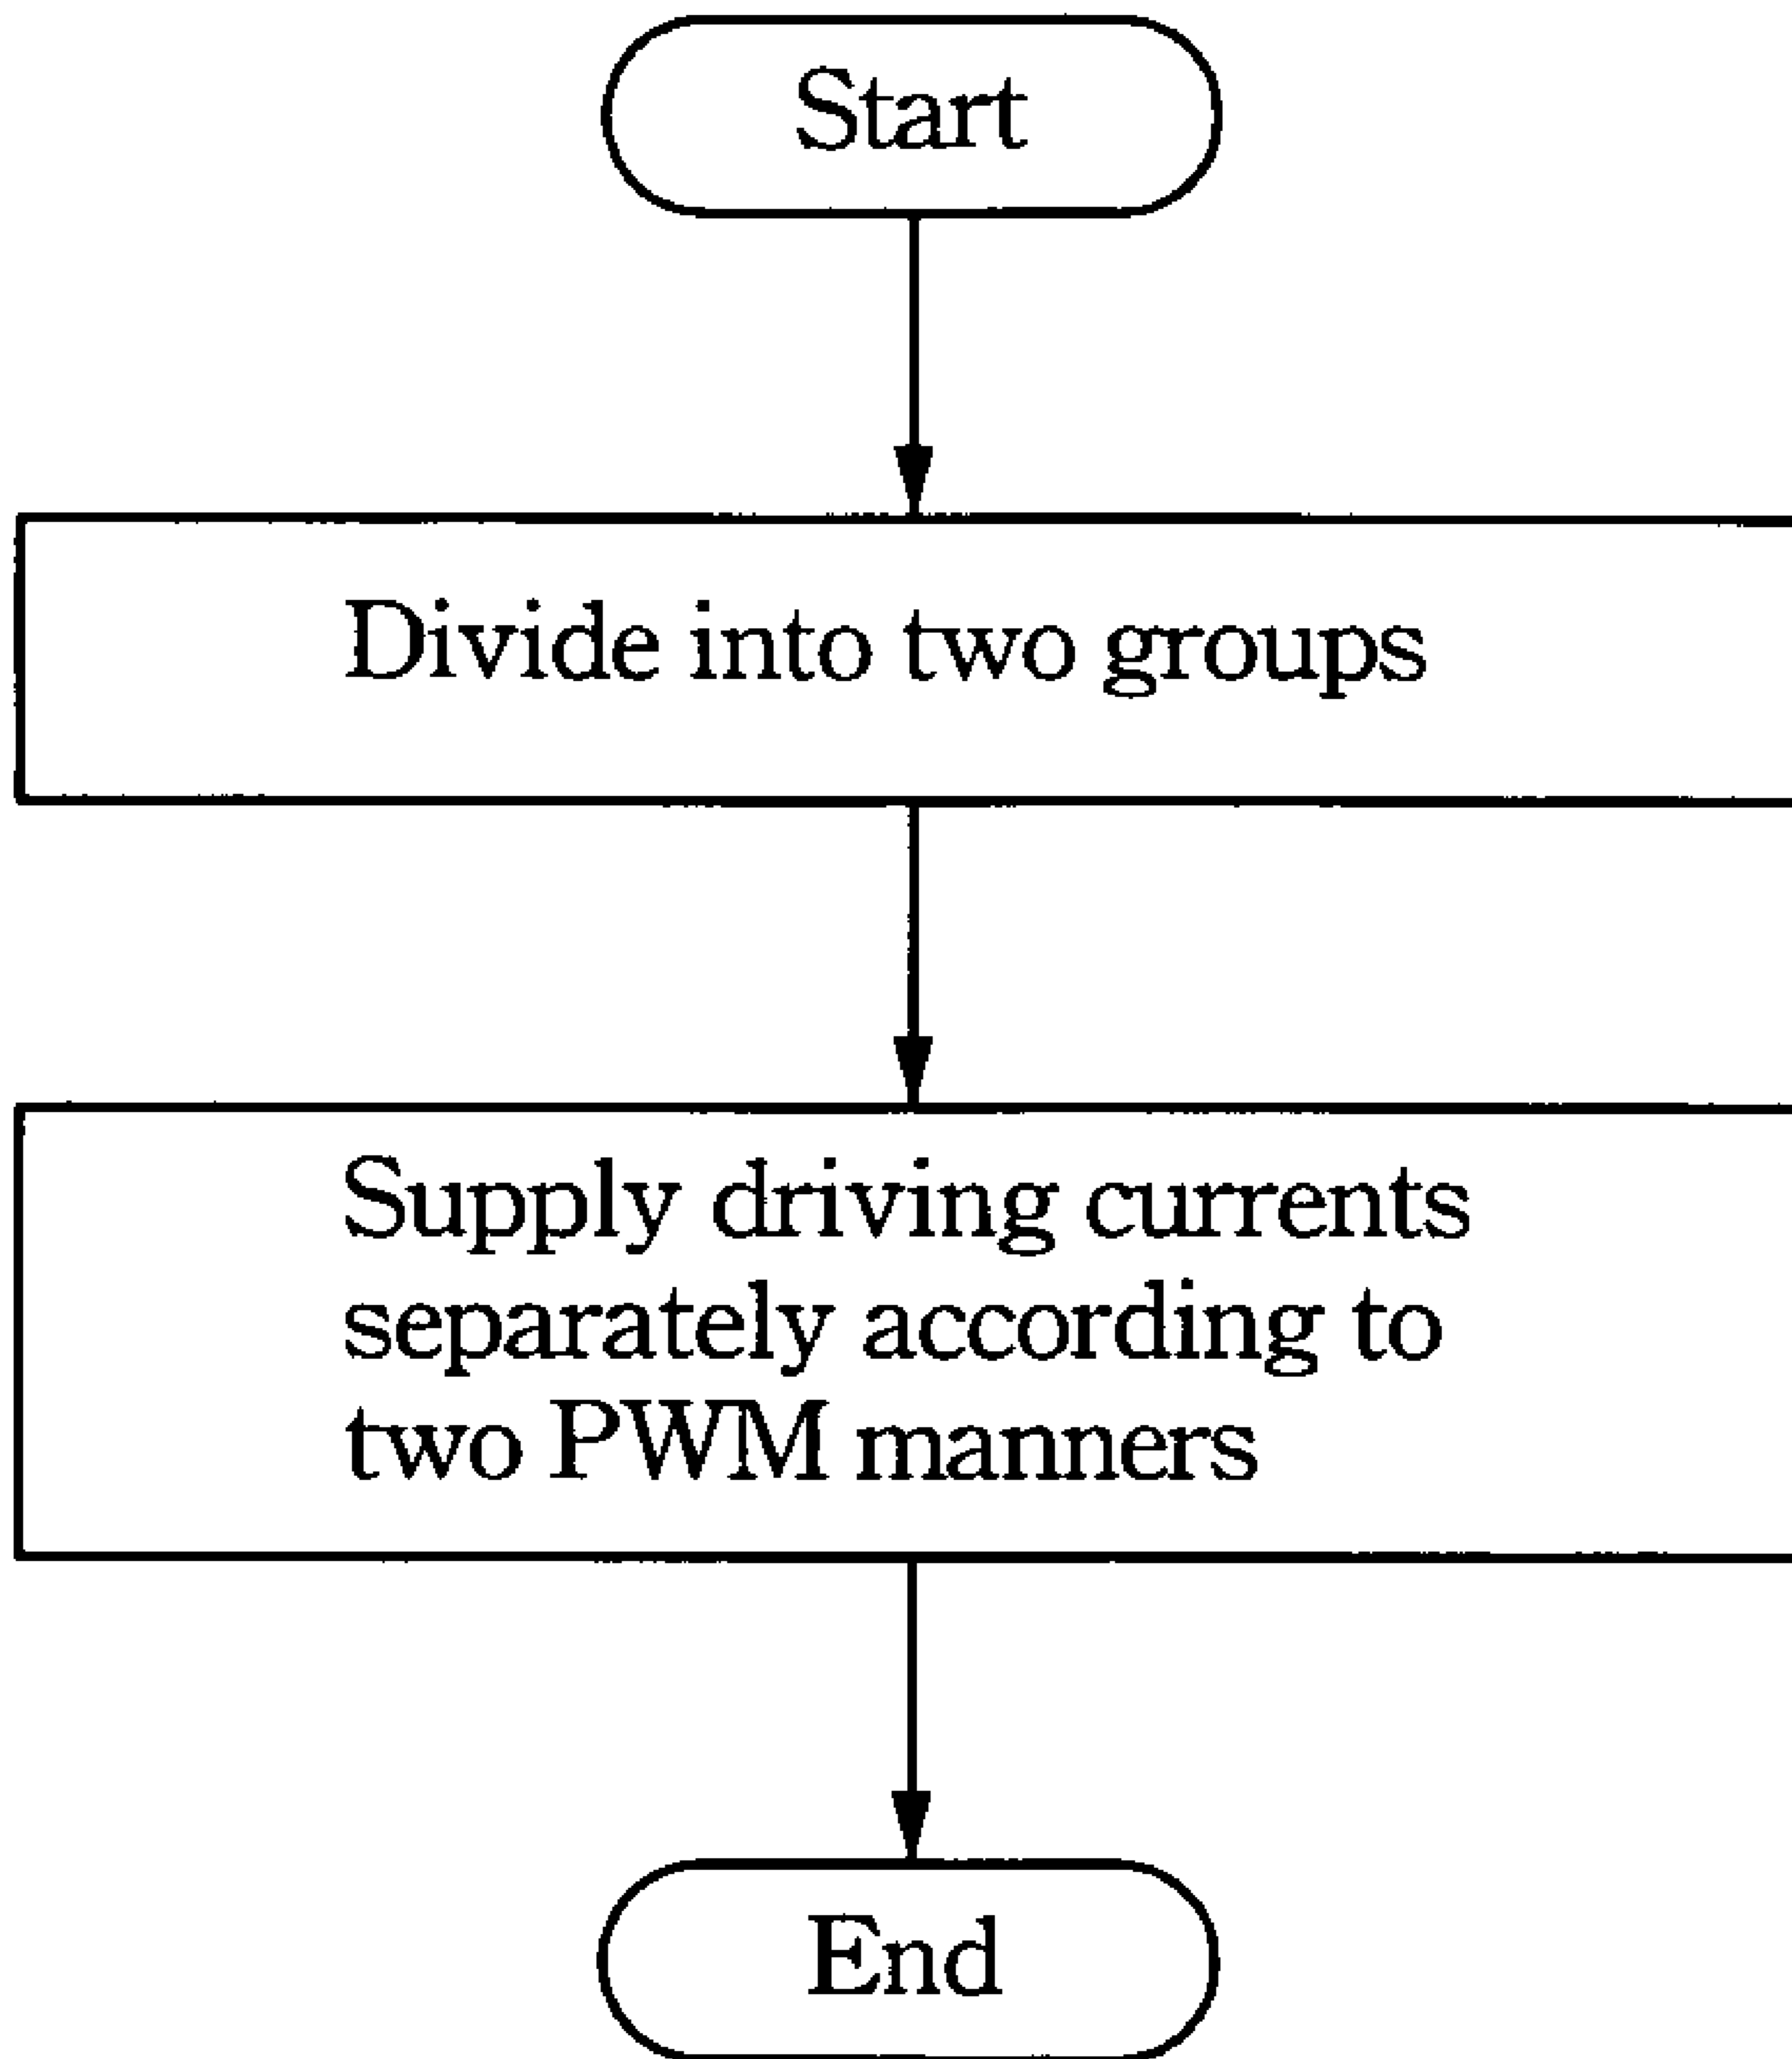 Start
Divide into two groups
Supply driving currents
separately according to
two PWM manners
End